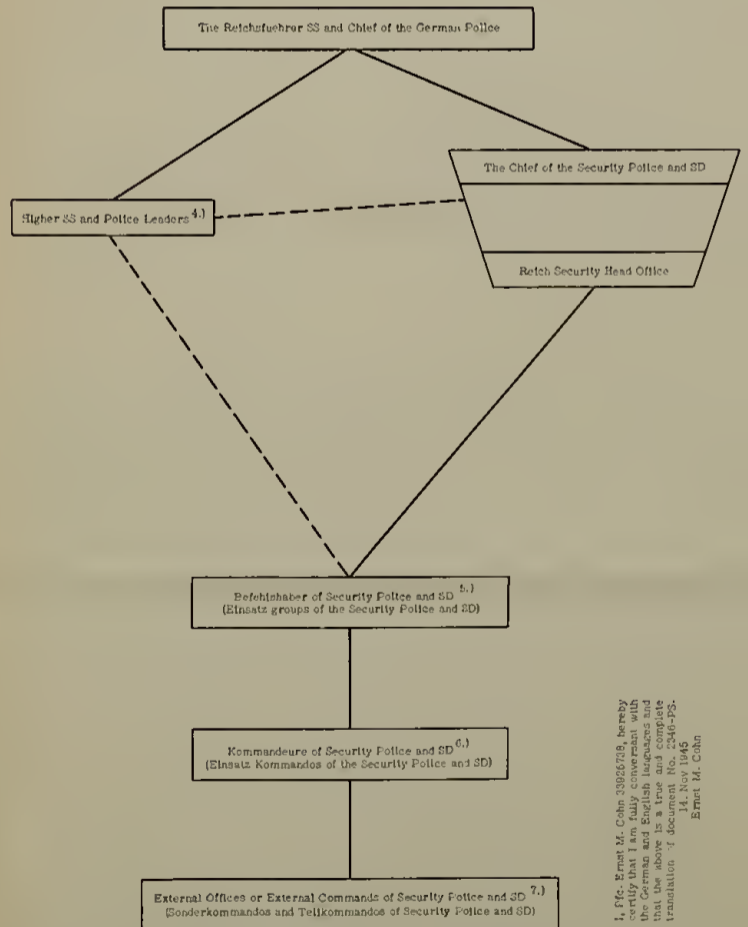 The Reichsfuehrer SS and Chief of the German Police
The Chief of the Security Police and SD
Higher SS and Police Leaders 4.)
Reich Security Head Office
Befehlshaber of Security Police and SD 5.)
(Einsatz groups of the Security Police and SD)
Kommandeure of Security Police and SD 6.)
(Einsatz Kommandos of the Security Police and SD)
External Offices or External Commands of Security Police and SD 7.)
(Sonderkommandos and Teilkommandos of Security Police and SD)
I, Pfc. Ernst M. Cohn 33925738, hereby
certify that I am fully conversant with
the German and English languages and
that the above is a true and complete
translation of document No. 2346-PS.
14. Nov 1945
Ernst M. Cohn